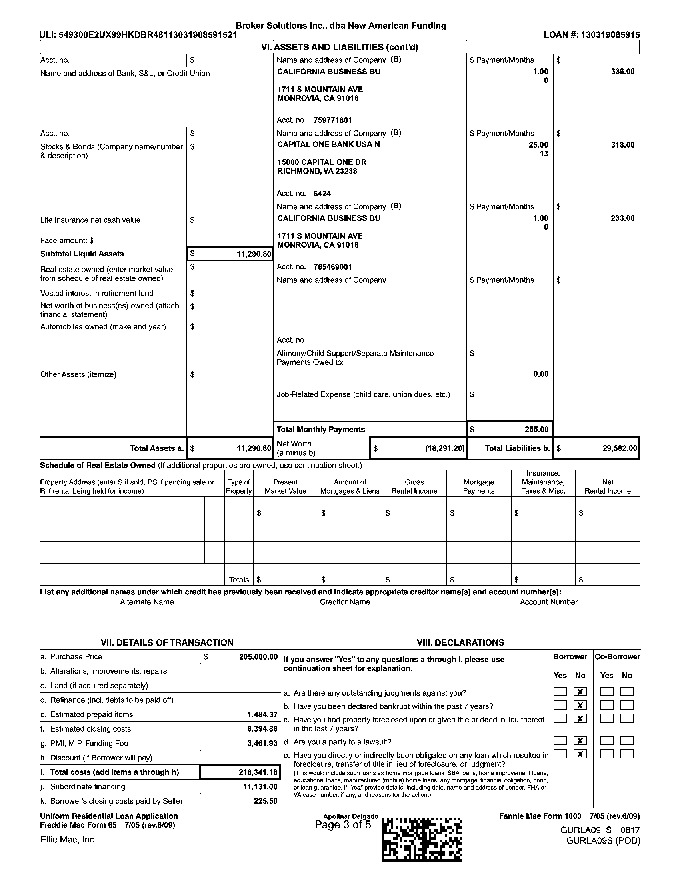 Broker Solutions Inc., dba New American Funding
ULI: 549300E2UX99HKDBR48113031908591521 LOAN #: 130319085915
VI. ASSETS AND LIABILITIES (cont'd)
Acct. no. $ Name and address of Company (B) $ Payment/Months $
Name and address of Bank, S&L, or Credit Union CALIFORNIA BUSINESS BU 1.00 336.00
0
1711 S MOUNTAIN AVE
MONROVIA, CA 91016
Acct. no. 759771601
Acct. no. $ Name and address of Company (B) $ Payment/Months $
Stocks & Bonds (Company name/number $ CAPITAL ONE BANK USA N 25.00 318.00
& description) 13
15000 CAPITAL ONE DR
RICHMOND, VA 23238
Acct. no. 6424
Name and address of Company (B) $ Payment/Months $
Life insurance net cash value $ CALIFORNIA BUSINESS BU 1.00 233.00
0
Face amount: $ 1711 S MOUNTAIN AVE
MONROVIA, CA 91016
Subtotal Liquid Assets $ 11,290.80
Real estate owned (enter market value $ Acct. no. 765469001
from schedule of real estate owned)
Name and address of Company $ Payment/Months $
Vested interest in retirement fund $
Net worth of business(es) owned (attach $
financial statement)
Automobiles owned (make and year) $
Acct. no.
Alimony/Child Support/Separate Maintenance $
Payments Owed to:
Other Assets (itemize) $ 0.00
Job-Related Expense (child care, union dues, etc.) $
Total Monthly Payments $ 255.00
Total Assets a. $ 11,290.80 Net Worth $ (18,291.20) Total Liabilities b. $ 29,582.00
(a minus b)
Schedule of Real Estate Owned (If additional properties are owned, use continuation sheet.)
Property Address (enter S if sold, PS if pending sale or R if rental being held for income) Type of Property Present Market Value Amount of Mortgages & Liens Gross Rental Income Mortgage Payments Insurance, Maintenance, Taxes & Misc. Net Rental Income
$ $ $ $ $ $
Totals $ $ $ $ $ $
List any additional names under which credit has previously been received and indicate appropriate creditor name(s) and account number(s):
Alternate Name Creditor Name Account Number
VII. DETAILS OF TRANSACTION
a. Purchase Price $ 205,000.00
b. Alterations, improvements, repairs
c. Land (if acquired separately)
d. Refinance (incl. debts to be paid off)
e. Estimated prepaid items 1,484.37
f. Estimated closing costs 8,394.88
g. PMI, MIP, Funding Fee 3,461.93
h. Discount (if Borrower will pay)
i. Total costs (add items a through h) 218,341.18
j. Subordinate financing 11,131.00
k. Borrower's closing costs paid by Seller 225.50
VIII. DECLARATIONS
If you answer "Yes" to any questions a through i, please use
continuation sheet for explanation.
Borrower Co-Borrower
Yes No Yes No
a. Are there any outstanding judgments against you? X
b. Have you been declared bankrupt within the past 7 years? X
c. Have you had property foreclosed upon or given title or deed in lieu thereof X
in the last 7 years?
d. Are you a party to a lawsuit? X
e. Have you directly or indirectly been obligated on any loan which resulted in X
foreclosure, transfer of title in lieu of foreclosure, or judgment?
(This would include such loans as home mortgage loans, SBA loans, home improvement loans,
educational loans, manufactured (mobile) home loans, any mortgage, financial obligation, bond,
or loan guarantee. If "Yes," provide details, including date, name and address of Lender, FHA or
VA case number, if any, and reasons for the action.)
Uniform Residential Loan Application
Freddie Mac Form 65 7/05 (rev.6/09)
Ellie Mae, Inc.
Apolinar Delgado
Page 3 of 5
Fannie Mae Form 1003 7/05 (rev.6/09)
GURLA09_S 0817
GURLA09S (POD)